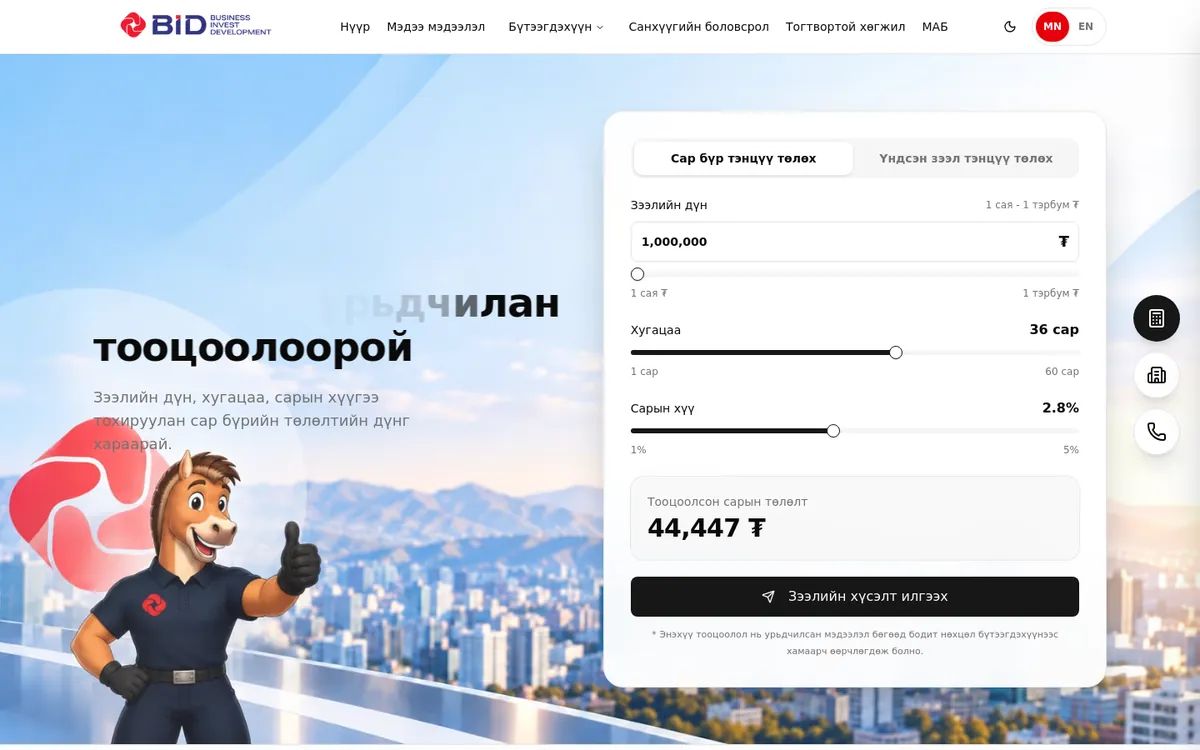 BiD BUSINESS
INVEST
DEVELOPMENT
Нүүр Мэдээ мэдээлэл Бүтээгдэхүүн Санхүүгийн боловсрол Тогтвортой хөгжил МАБ MN EN
урьдчилан
тооцоолоорой
Зээлийн дүн, хугацаа, сарын хүүгээ
тохируулан сар бүрийн төлөлтийн дүнг
хараарай.
Сар бүр тэнцүү төлөх Үндсэн зээл тэнцүү төлөх
Зээлийн дүн 1 сая - 1 тэрбум ₮
1,000,000 ₮
1 сая ₮ 1 тэрбум ₮
Хугацаа 36 сар
1 сар 60 сар
Сарын хүү 2.8%
1% 5%
Тооцоолсон сарын төлөлт
44,447 ₮
Зээлийн хүсэлт илгээх
* Энэхүү тооцоолол нь урьдчилсан мэдээлэл бөгөөд бодит нөхцөл бүтээгдэхүүнээс
хамаарч өөрчлөгдөж болно.